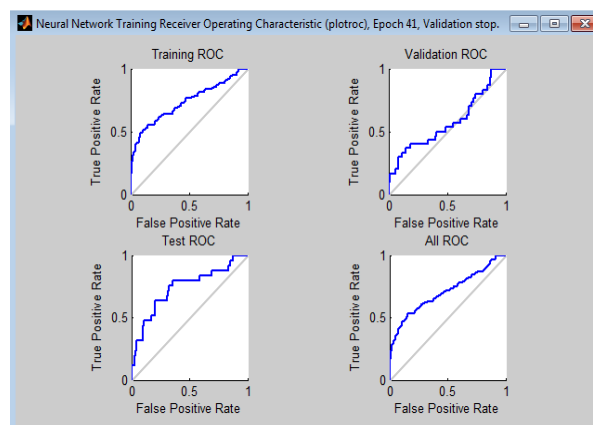 Neural Network Training Receiver Operating Characteristic (plotroc), Epoch 41, Validation stop.
Training ROC
True Positive Rate
1
0.5
0
0 0.5 1
False Positive Rate
Validation ROC
True Positive Rate
1
0.5
0
0 0.5 1
False Positive Rate
Test ROC
True Positive Rate
1
0.5
0
0 0.5 1
False Positive Rate
All ROC
True Positive Rate
1
0.5
0
0 0.5 1
False Positive Rate